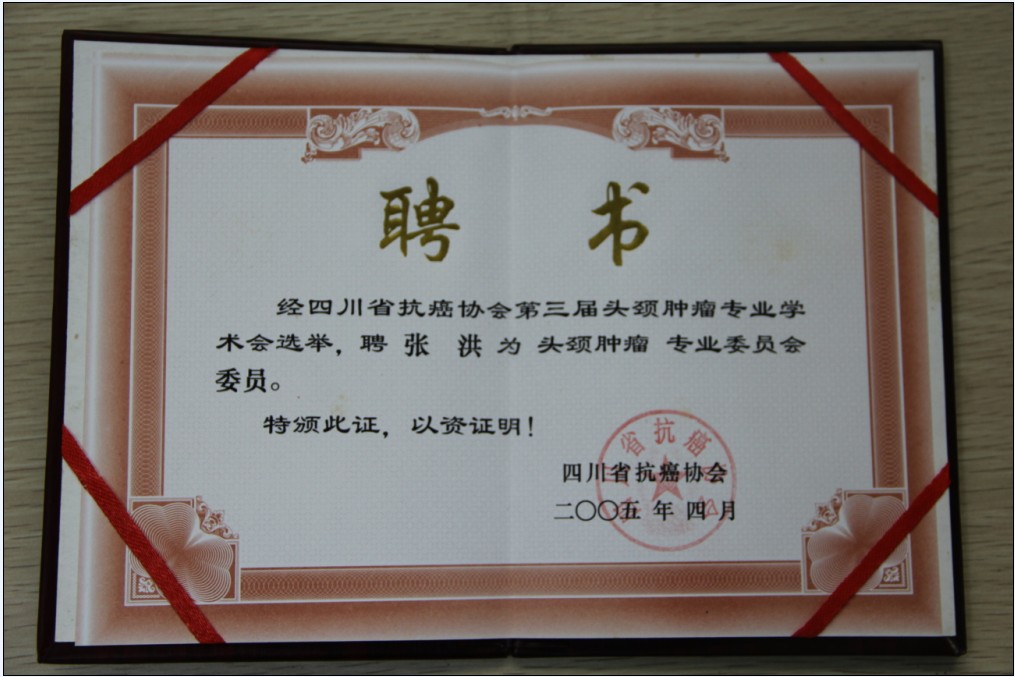 聘书
经四川省抗癌协会第三届头颈肿瘤专业学
术会选举，聘 张 洪 为 头颈肿瘤 专业委员会
委员。
特颁此证，以资证明！
省抗癌
四川省抗癌协会
二〇〇五 年 四 月